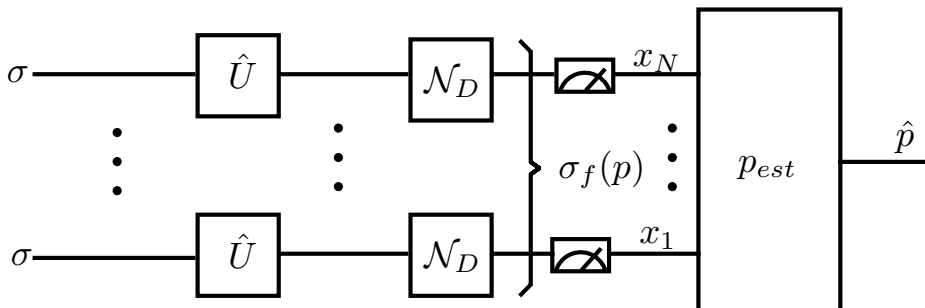 σ Û 𝒩_D x_N
σ_f(p) p_est p̂
σ Û 𝒩_D x_1